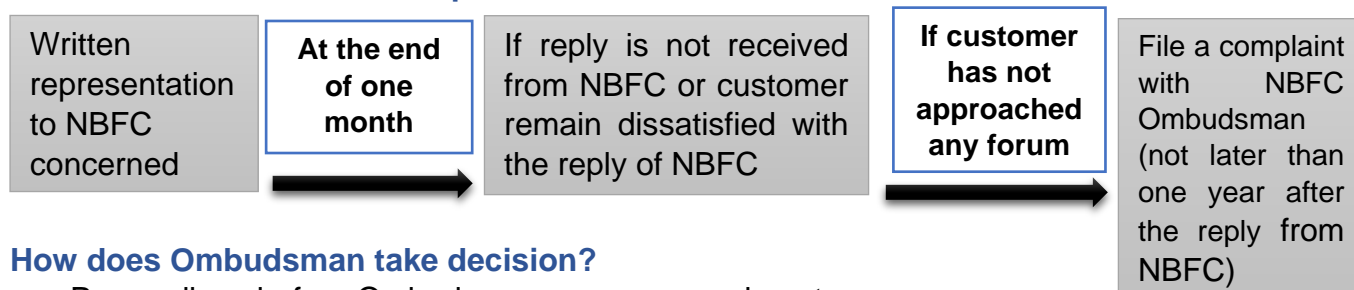 Written
representation
to NBFC
concerned
At the end
of one
month
If reply is not received
from NBFC or customer
remain dissatisfied with
the reply of NBFC
If customer
has not
approached
any forum
File a complaint
with NBFC
Ombudsman
(not later than
one year after
the reply from
NBFC)
How does Ombudsman take decision?